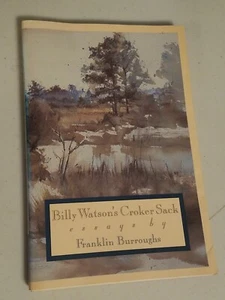 Billy Watson's Croker Sack
essays by
Franklin Burroughs